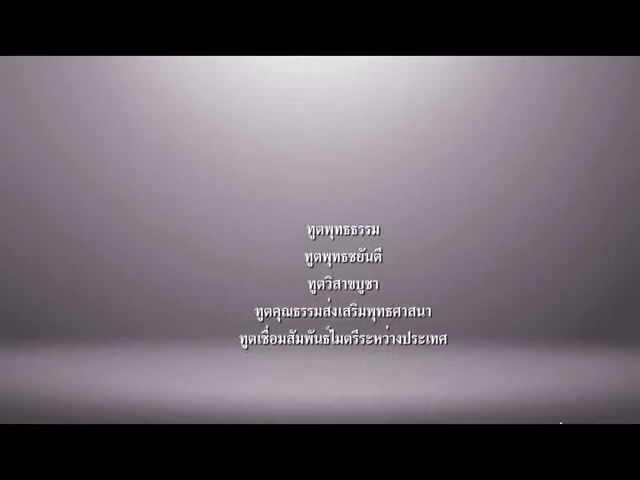 ทูตพุทธธรรม
ทูตพุทธชยันตี
ทูตวิสาขบูชา
ทูตคุณธรรมส่งเสริมพุทธศาสนา
ทูตเชื่อมสัมพันธ์ไมตรีระหว่างประเทศ